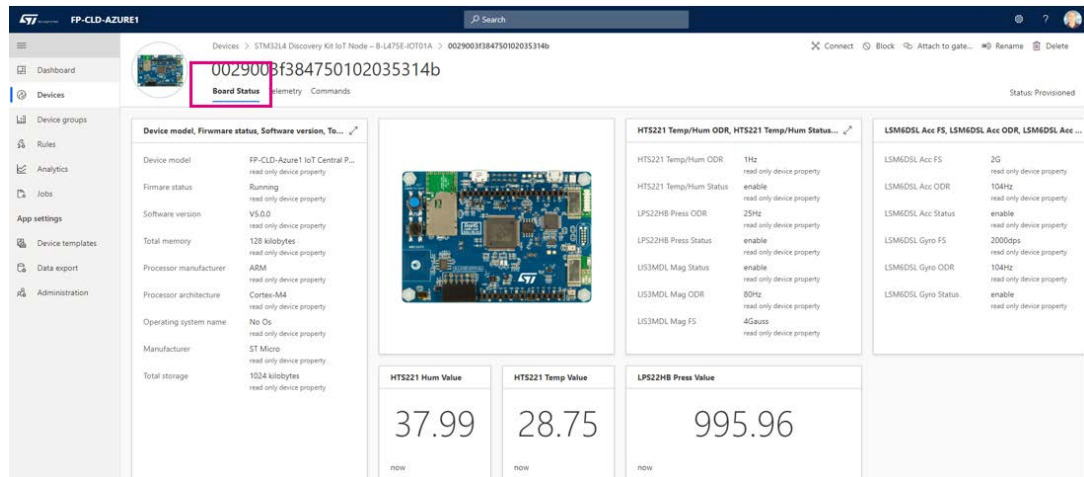 FP-CLD-AZURE1
Search
?
Devices > STM32L4 Discovery Kit IoT Node – B-L475E-IOT01A > 0029003f384750102035314b
Connect
Block
Attach to gate...
Rename
Delete
0029003f384750102035314b
Board Status
elemetry
Commands
Status: Provisioned
Dashboard
Devices
Device groups
Rules
Analytics
Jobs
App settings
Device templates
Data export
Administration
Device model, Firwmare status, Software version, To...
Device model
FP-CLD-Azure1 IoT Central P...
read only device property
Firmare status
Running
read only device property
Software version
V5.0.0
read only device property
Total memory
128 kilobytes
read only device property
Processor manufacturer
ARM
read only device property
Processor architecture
Cortex-M4
read only device property
Operating system name
No Os
read only device property
Manufacturer
ST Micro
read only device property
Total storage
1024 kilobytes
read only device property
HTS221 Temp/Hum ODR, HTS221 Temp/Hum Status...
HTS221 Temp/Hum ODR
1Hz
read only device property
HTS221 Temp/Hum Status
enable
read only device property
LPS22HB Press ODR
25Hz
read only device property
LPS22HB Press Status
enable
read only device property
LIS3MDL Mag Status
enable
read only device property
LIS3MDL Mag ODR
80Hz
read only device property
LIS3MDL Mag FS
4Gauss
read only device property
LSM6DSL Acc FS, LSM6DSL Acc ODR, LSM6DSL Acc ...
LSM6DSL Acc FS
2G
read only device property
LSM6DSL Acc ODR
104Hz
read only device property
LSM6DSL Acc Status
enable
read only device property
LSM6DSL Gyro FS
2000dps
read only device property
LSM6DSL Gyro ODR
104Hz
read only device property
LSM6DSL Gyro Status
enable
read only device property
HTS221 Hum Value
37.99
now
HTS221 Temp Value
28.75
now
LPS22HB Press Value
995.96
now